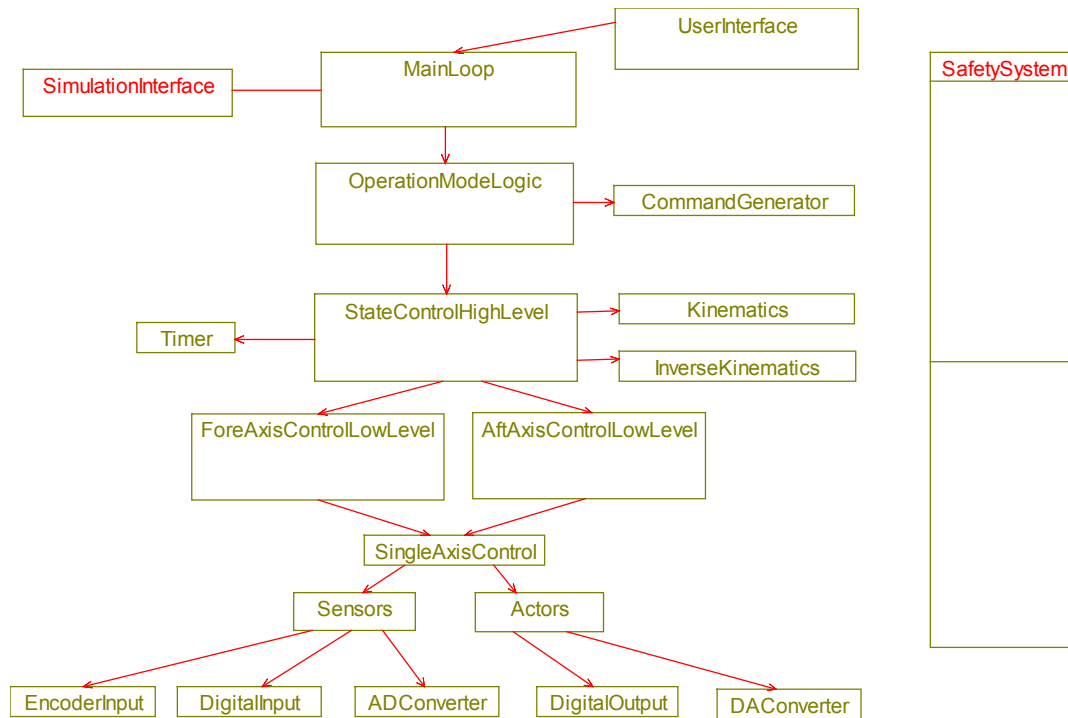 UserInterface
MainLoop
SafetySystem
SimulationInterface
OperationModeLogic
CommandGenerator
StateControlHighLevel
Kinematics
Timer
InverseKinematics
ForeAxisControlLowLevel
AftAxisControlLowLevel
SingleAxisControl
Sensors
Actors
EncoderInput
DigitalInput
ADConverter
DigitalOutput
DAConverter